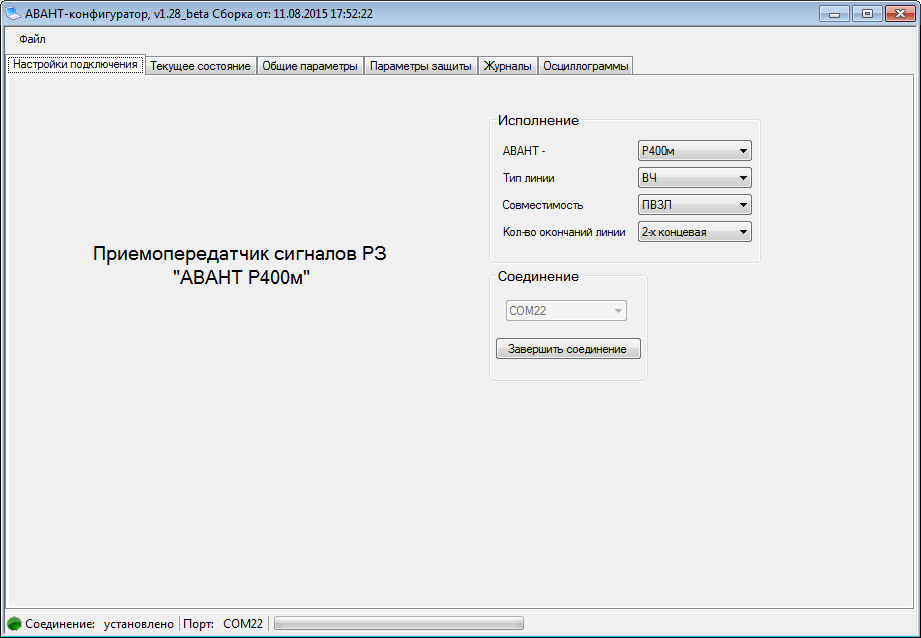 АВАНТ-конфигуратор, v1.28_beta Сборка от: 11.08.2015 17:52:22
Файл
Настройки подключения Текущее состояние Общие параметры Параметры защиты Журналы Осциллограммы
Исполнение
АВАНТ - Р400м
Тип линии ВЧ
Совместимость ПВЗЛ
Кол-во окончаний линии 2-х концевая
Приемопередатчик сигналов РЗ
"АВАНТ Р400м"
Соединение
COM22
Завершить соединение
Соединение: установлено Порт: COM22